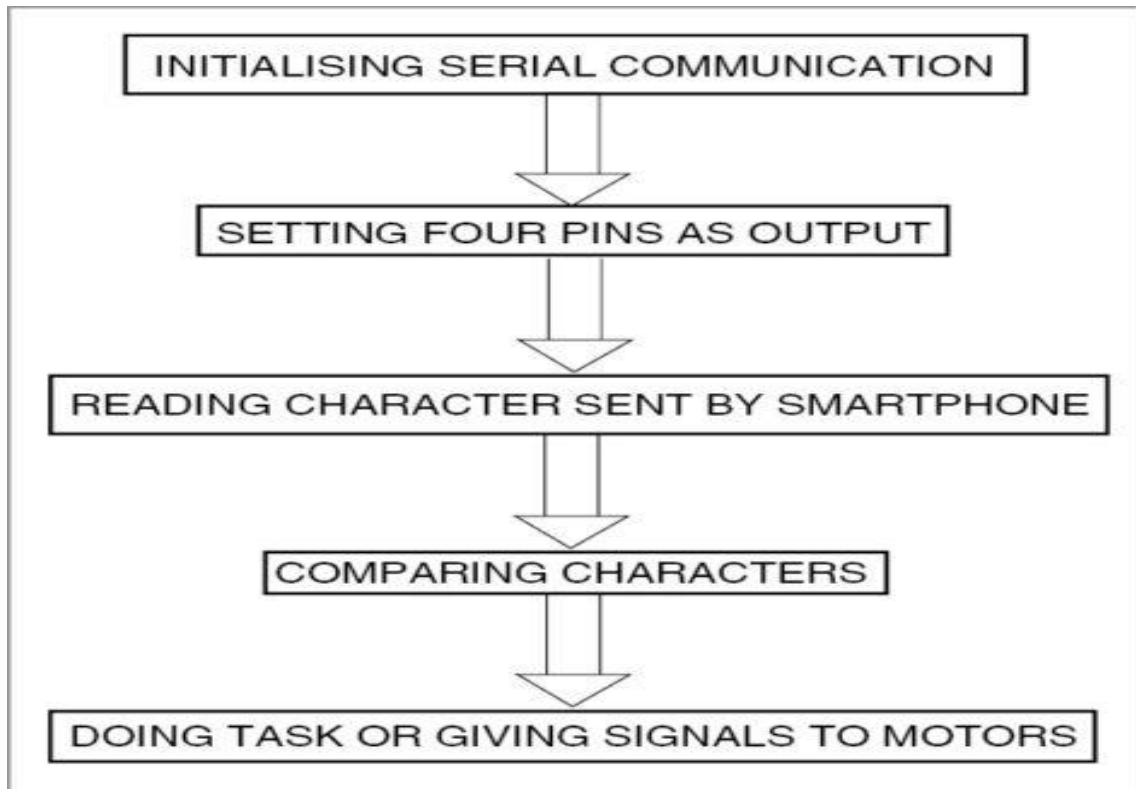 INITIALISING SERIAL COMMUNICATION
SETTING FOUR PINS AS OUTPUT
READING CHARACTER SENT BY SMARTPHONE
COMPARING CHARACTERS
DOING TASK OR GIVING SIGNALS TO MOTORS